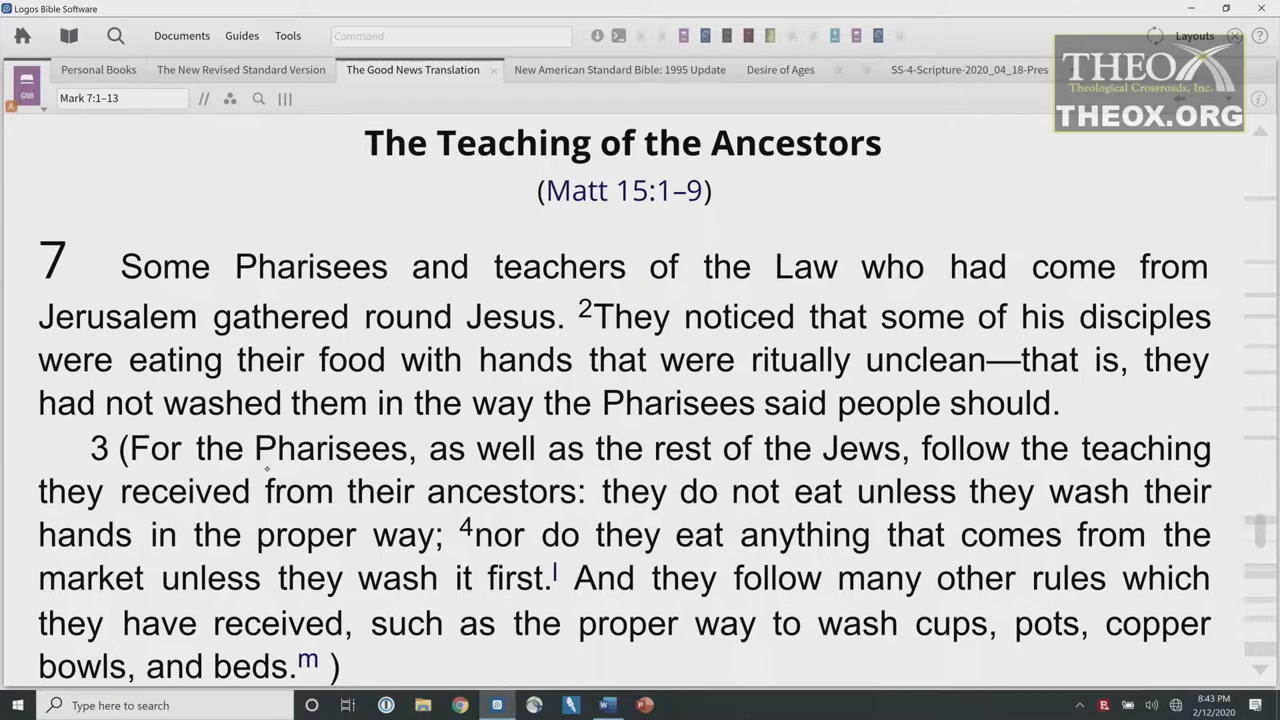 Logos Bible Software
Documents Guides Tools Command Layouts
Personal Books The New Revised Standard Version The Good News Translation New American Standard Bible: 1995 Update Desire of Ages SS-4-Scripture-2020_04_18-Pres
THEOX
Theological Crossroads, Inc.
THEOX.ORG
GNB
A
Mark 7:1–13
The Teaching of the Ancestors
(Matt 15:1–9)
7 Some Pharisees and teachers of the Law who had come from
Jerusalem gathered round Jesus. 2They noticed that some of his disciples
were eating their food with hands that were ritually unclean—that is, they
had not washed them in the way the Pharisees said people should.
3 (For the Pharisees, as well as the rest of the Jews, follow the teaching
they received from their ancestors: they do not eat unless they wash their
hands in the proper way; 4nor do they eat anything that comes from the
market unless they wash it first.l And they follow many other rules which
they have received, such as the proper way to wash cups, pots, copper
bowls, and beds.m )
Type here to search
8:43 PM
2/12/2020